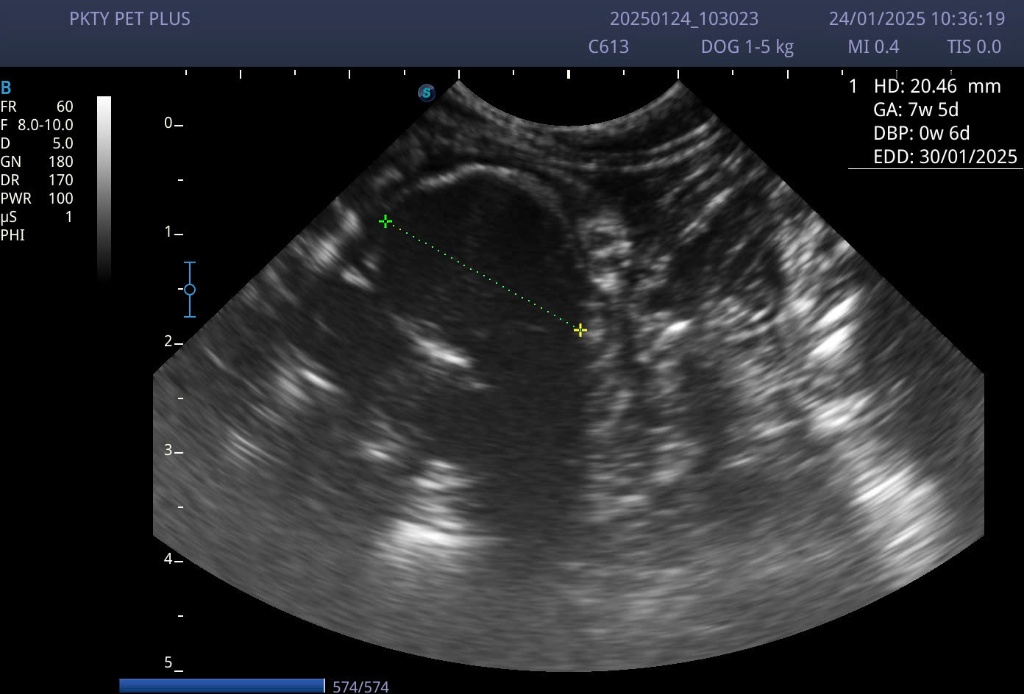 PKTY PET PLUS
20250124_103023
24/01/2025 10:36:19
C613
DOG 1-5 kg
MI 0.4
TIS 0.0
B
FR 60
F 8.0-10.0
D 5.0
GN 180
DR 170
PWR 100
µS 1
PHI
S
1 HD: 20.46 mm
GA: 7w 5d
DBP: 0w 6d
EDD: 30/01/2025
0
1
2
3
4
5
574/574